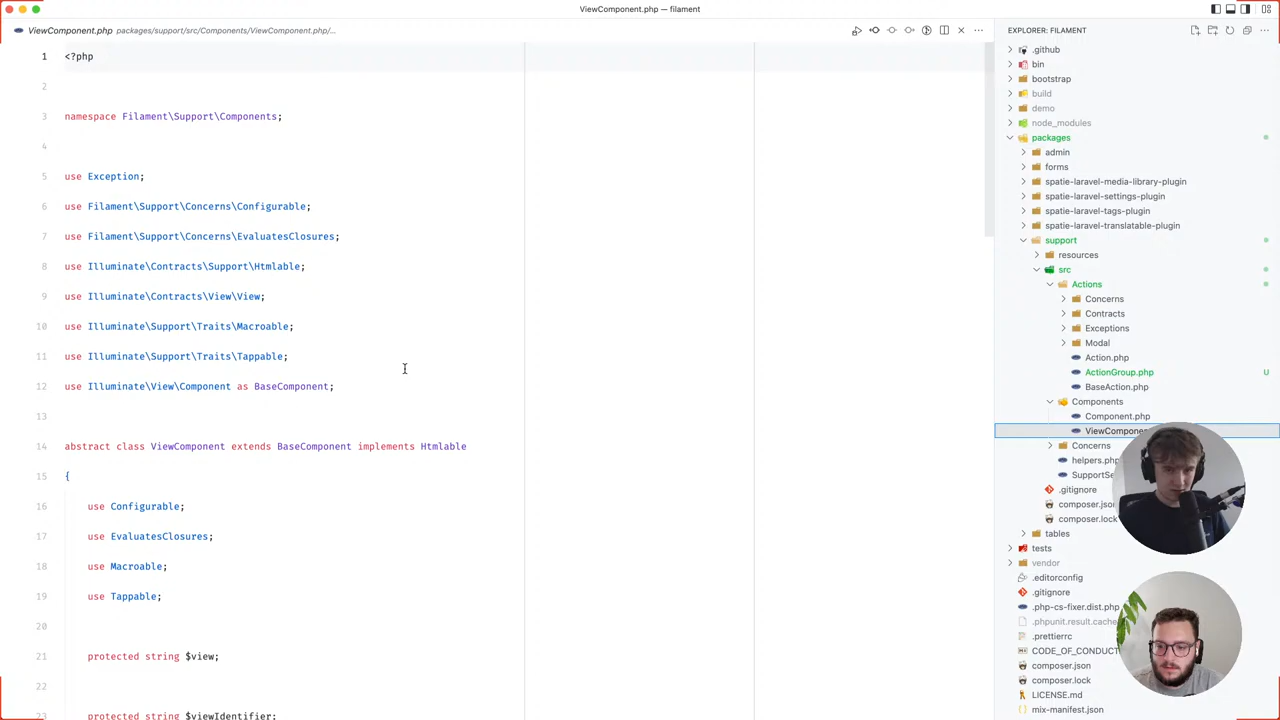 ViewComponent.php — filament
ViewComponent.php packages/support/src/Components/ViewComponent.php/...
1 <?php
2
3 namespace Filament\Support\Components;
4
5 use Exception;
6 use Filament\Support\Concerns\Configurable;
7 use Filament\Support\Concerns\EvaluatesClosures;
8 use Illuminate\Contracts\Support\Htmlable;
9 use Illuminate\Contracts\View\View;
10 use Illuminate\Support\Traits\Macroable;
11 use Illuminate\Support\Traits\Tappable;
12 use Illuminate\View\Component as BaseComponent;
13
14 abstract class ViewComponent extends BaseComponent implements Htmlable
15 {
16 use Configurable;
17 use EvaluatesClosures;
18 use Macroable;
19 use Tappable;
20
21 protected string $view;
22
23 protected string $viewIdentifier;
EXPLORER: FILAMENT
.github
bin
bootstrap
build
demo
node_modules
packages
admin
forms
spatie-laravel-media-library-plugin
spatie-laravel-settings-plugin
spatie-laravel-tags-plugin
spatie-laravel-translatable-plugin
support
resources
src
Actions
Concerns
Contracts
Exceptions
Modal
Action.php
ActionGroup.php U
BaseAction.php
Components
Component.php
ViewComponen
Concerns
helpers.php
SupportSe
.gitignore
composer.json
composer.lock
tables
tests
vendor
.editorconfig
.gitignore
.php-cs-fixer.dist.php
.phpunit.result.cache
.prettierrc
CODE_OF_CONDUCT
composer.json
composer.lock
LICENSE.md
mix-manifest.json